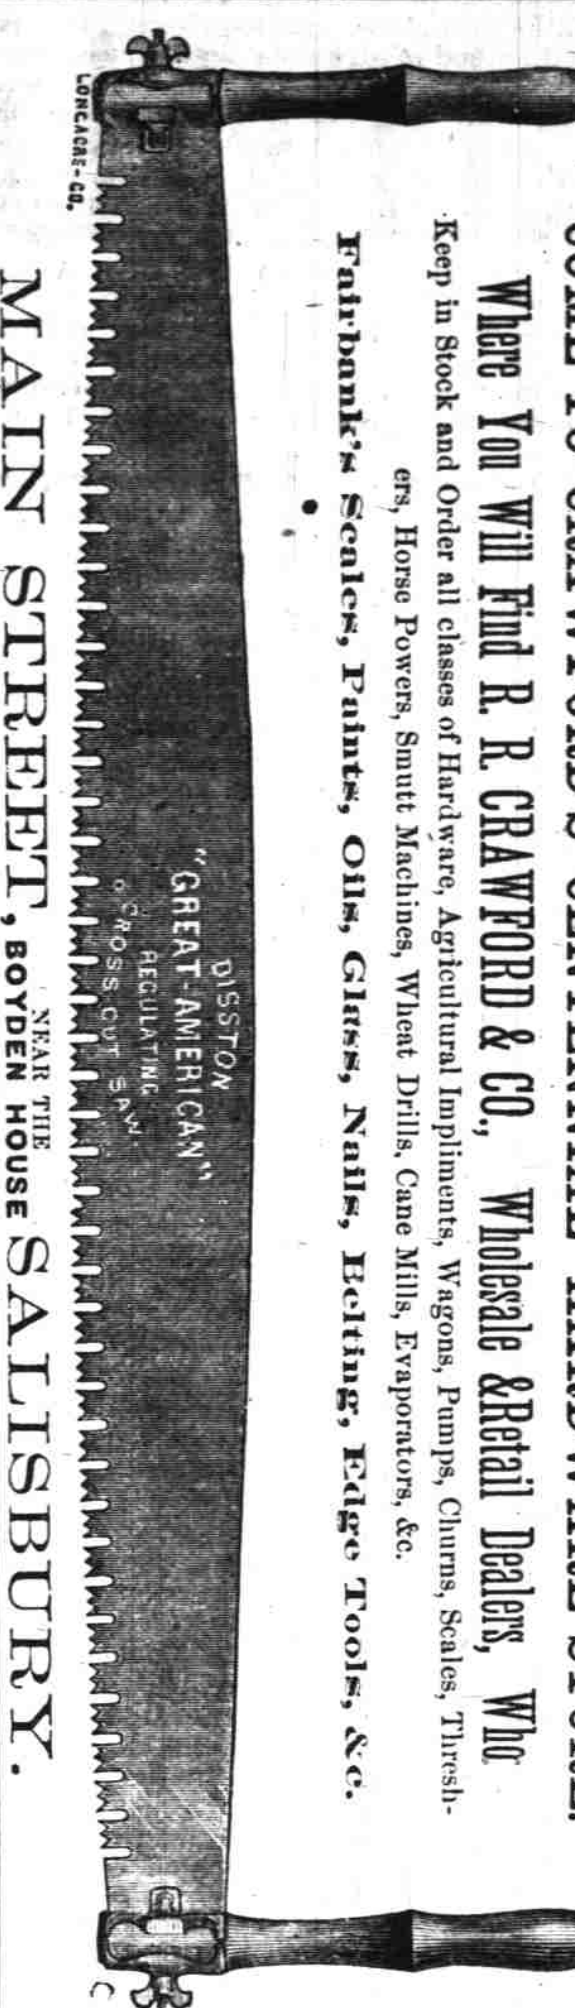 Where You Will Find R. R. CRAWFORD & CO., Wholesale &Retail Dealers, Who
Keep in Stock and Order all classes of Hardware, Agricultural Impliments, Wagons, Pumps, Churns, Scales, Thresh-
ers, Horse Powers, Smutt Machines, Wheat Drills, Cane Mills, Evaporators, &c.
Fairbank's Scales, Paints, Oils, Glass, Nails, Belting, Edge Tools, &c.
DISSTON
"GREAT-AMERICAN"
REGULATING
CROSS CUT SAW
LONGACRE-CO.
MAIN STREET, NEAR THE BOYDEN HOUSE SALISBURY.